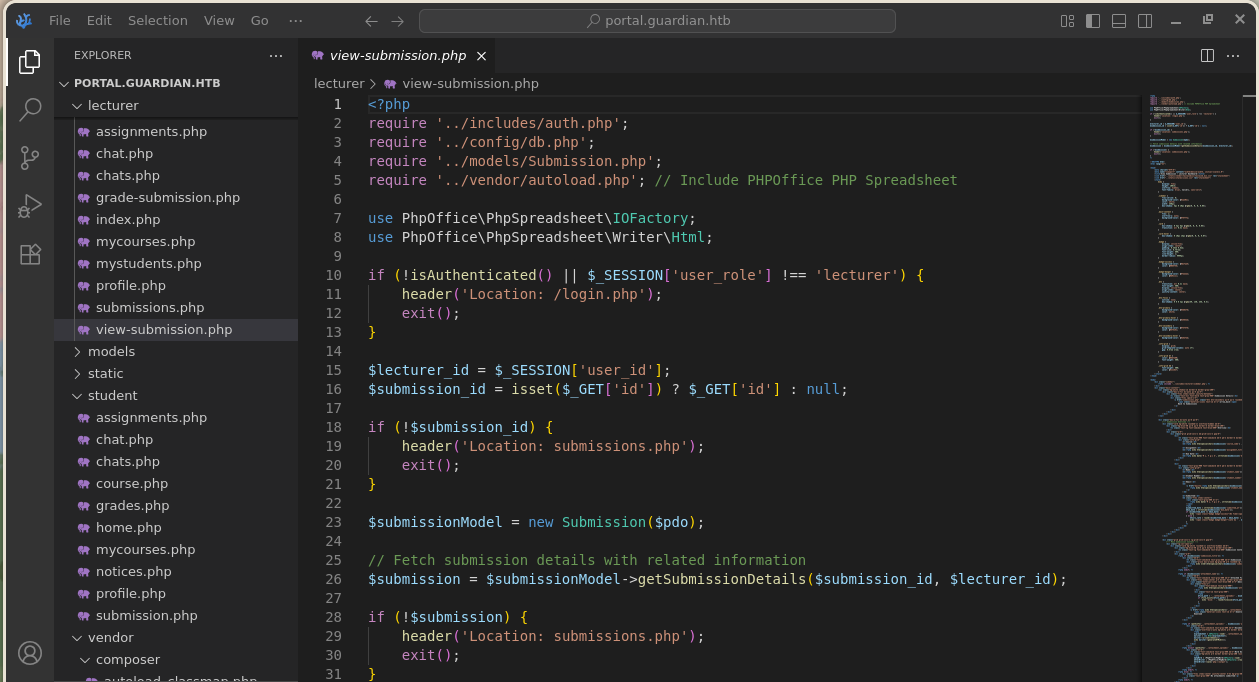 File Edit Selection View Go ··· portal.guardian.htb
EXPLORER
PORTAL.GUARDIAN.HTB
lecturer
assignments.php
chat.php
chats.php
grade-submission.php
index.php
mycourses.php
mystudents.php
profile.php
submissions.php
view-submission.php
models
static
student
assignments.php
chat.php
chats.php
course.php
grades.php
home.php
mycourses.php
notices.php
profile.php
submission.php
vendor
composer
autoload_classmap.php
view-submission.php
lecturer > view-submission.php
1 <?php
2 require '../includes/auth.php';
3 require '../config/db.php';
4 require '../models/Submission.php';
5 require '../vendor/autoload.php'; // Include PHPOffice PHP Spreadsheet
6
7 use PhpOffice\PhpSpreadsheet\IOFactory;
8 use PhpOffice\PhpSpreadsheet\Writer\Html;
9
10 if (!isAuthenticated() || $_SESSION['user_role'] !== 'lecturer') {
11     header('Location: /login.php');
12     exit();
13 }
14
15 $lecturer_id = $_SESSION['user_id'];
16 $submission_id = isset($_GET['id']) ? $_GET['id'] : null;
17
18 if (!$submission_id) {
19     header('Location: submissions.php');
20     exit();
21 }
22
23 $submissionModel = new Submission($pdo);
24
25 // Fetch submission details with related information
26 $submission = $submissionModel->getSubmissionDetails($submission_id, $lecturer_id);
27
28 if (!$submission) {
29     header('Location: submissions.php');
30     exit();
31 }